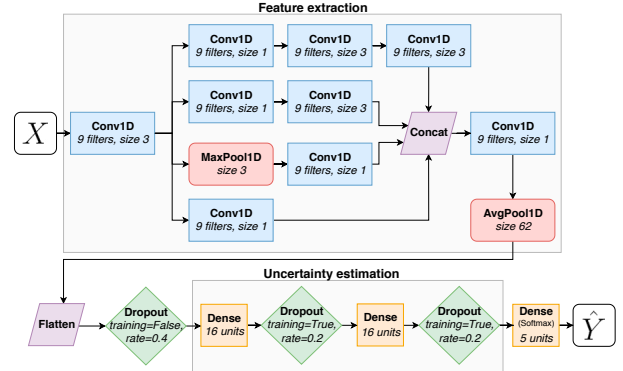 Feature extraction
Conv1D
9 filters, size 1
Conv1D
9 filters, size 3
Conv1D
9 filters, size 3
Conv1D
9 filters, size 1
Conv1D
9 filters, size 3
X
Conv1D
9 filters, size 3
Concat
Conv1D
9 filters, size 1
MaxPool1D
size 3
Conv1D
9 filters, size 1
Conv1D
9 filters, size 1
AvgPool1D
size 62
Uncertainty estimation
Flatten
Dropout
training=False,
rate=0.4
Dense
16 units
Dropout
training=True,
rate=0.2
Dense
16 units
Dropout
training=True,
rate=0.2
Dense
(Softmax)
5 units
Ŷ